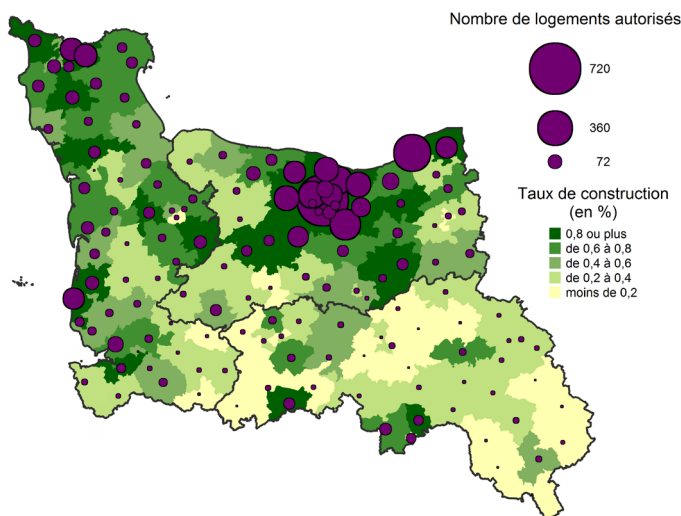 Nombre de logements autorisés
720
360
72
Taux de construction
(en %)
0,8 ou plus
de 0,6 à 0,8
de 0,4 à 0,6
de 0,2 à 0,4
moins de 0,2